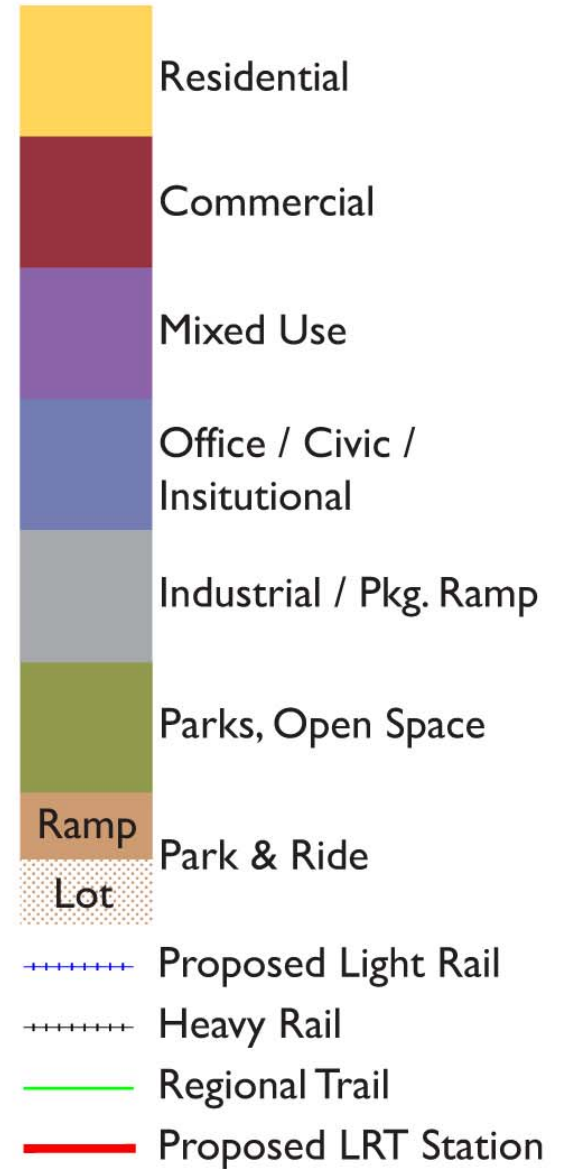 Residential
Commercial
Mixed Use
Office / Civic /
Insitutional
Industrial / Pkg. Ramp
Parks, Open Space
Ramp
Park & Ride
Lot
Proposed Light Rail
Heavy Rail
Regional Trail
Proposed LRT Station